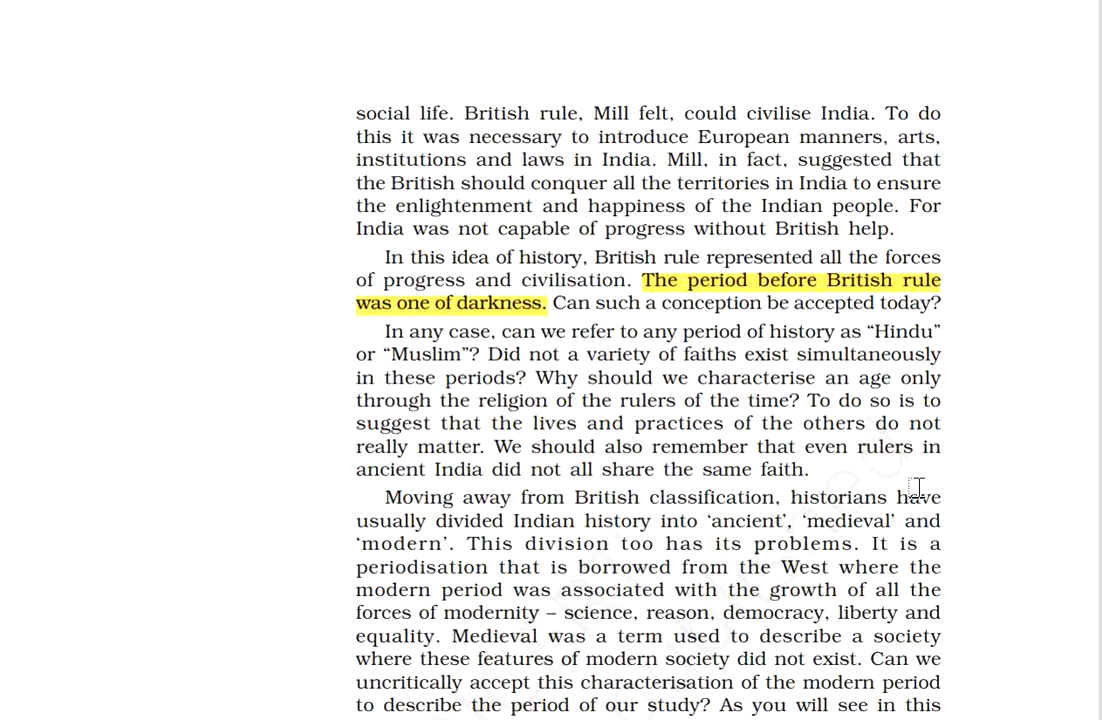 social life. British rule, Mill felt, could civilise India. To do
this it was necessary to introduce European manners, arts,
institutions and laws in India. Mill, in fact, suggested that
the British should conquer all the territories in India to ensure
the enlightenment and happiness of the Indian people. For
India was not capable of progress without British help.
In this idea of history, British rule represented all the forces
of progress and civilisation. The period before British rule
was one of darkness. Can such a conception be accepted today?
In any case, can we refer to any period of history as “Hindu”
or “Muslim”? Did not a variety of faiths exist simultaneously
in these periods? Why should we characterise an age only
through the religion of the rulers of the time? To do so is to
suggest that the lives and practices of the others do not
really matter. We should also remember that even rulers in
ancient India did not all share the same faith.
Moving away from British classification, historians have
usually divided Indian history into ‘ancient’, ‘medieval’ and
‘modern’. This division too has its problems. It is a
periodisation that is borrowed from the West where the
modern period was associated with the growth of all the
forces of modernity – science, reason, democracy, liberty and
equality. Medieval was a term used to describe a society
where these features of modern society did not exist. Can we
uncritically accept this characterisation of the modern period
to describe the period of our study? As you will see in this